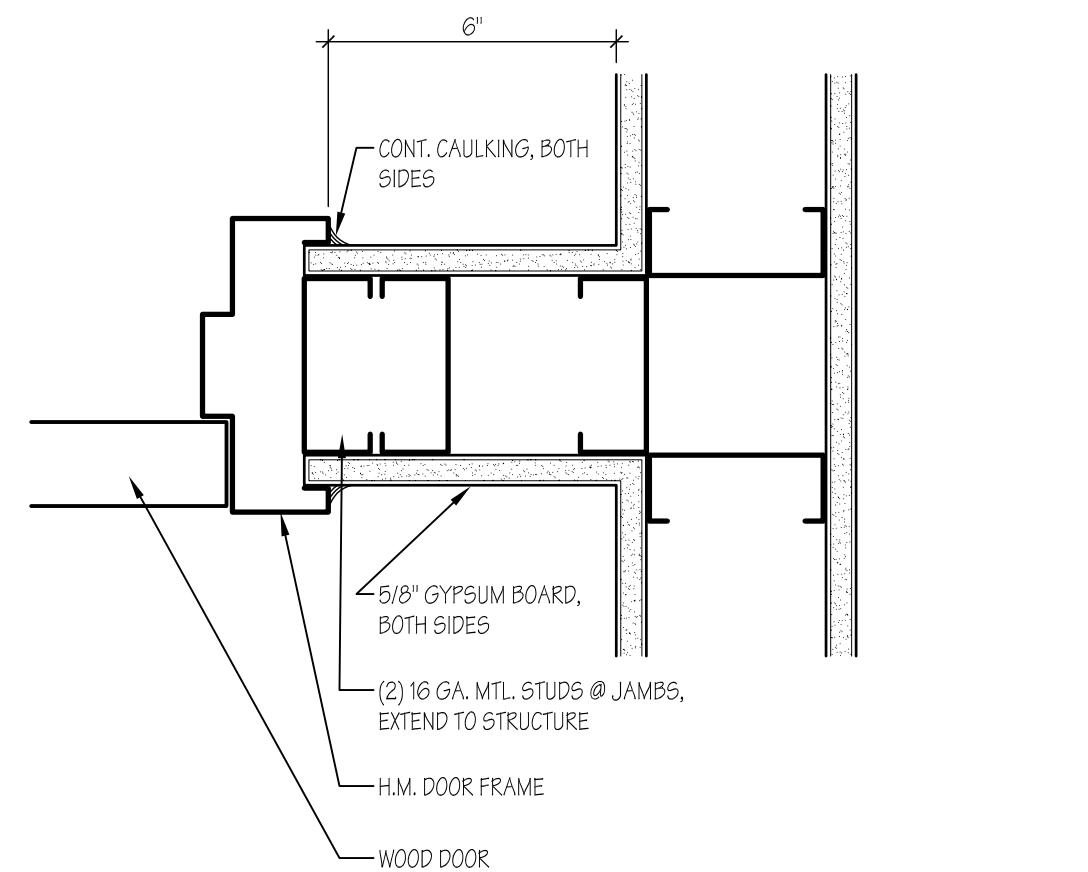 6"
CONT. CAULKING, BOTH
SIDES
5/8" GYPSUM BOARD,
BOTH SIDES
(2) 16 GA. MTL. STUDS @ JAMBS,
EXTEND TO STRUCTURE
H.M. DOOR FRAME
WOOD DOOR